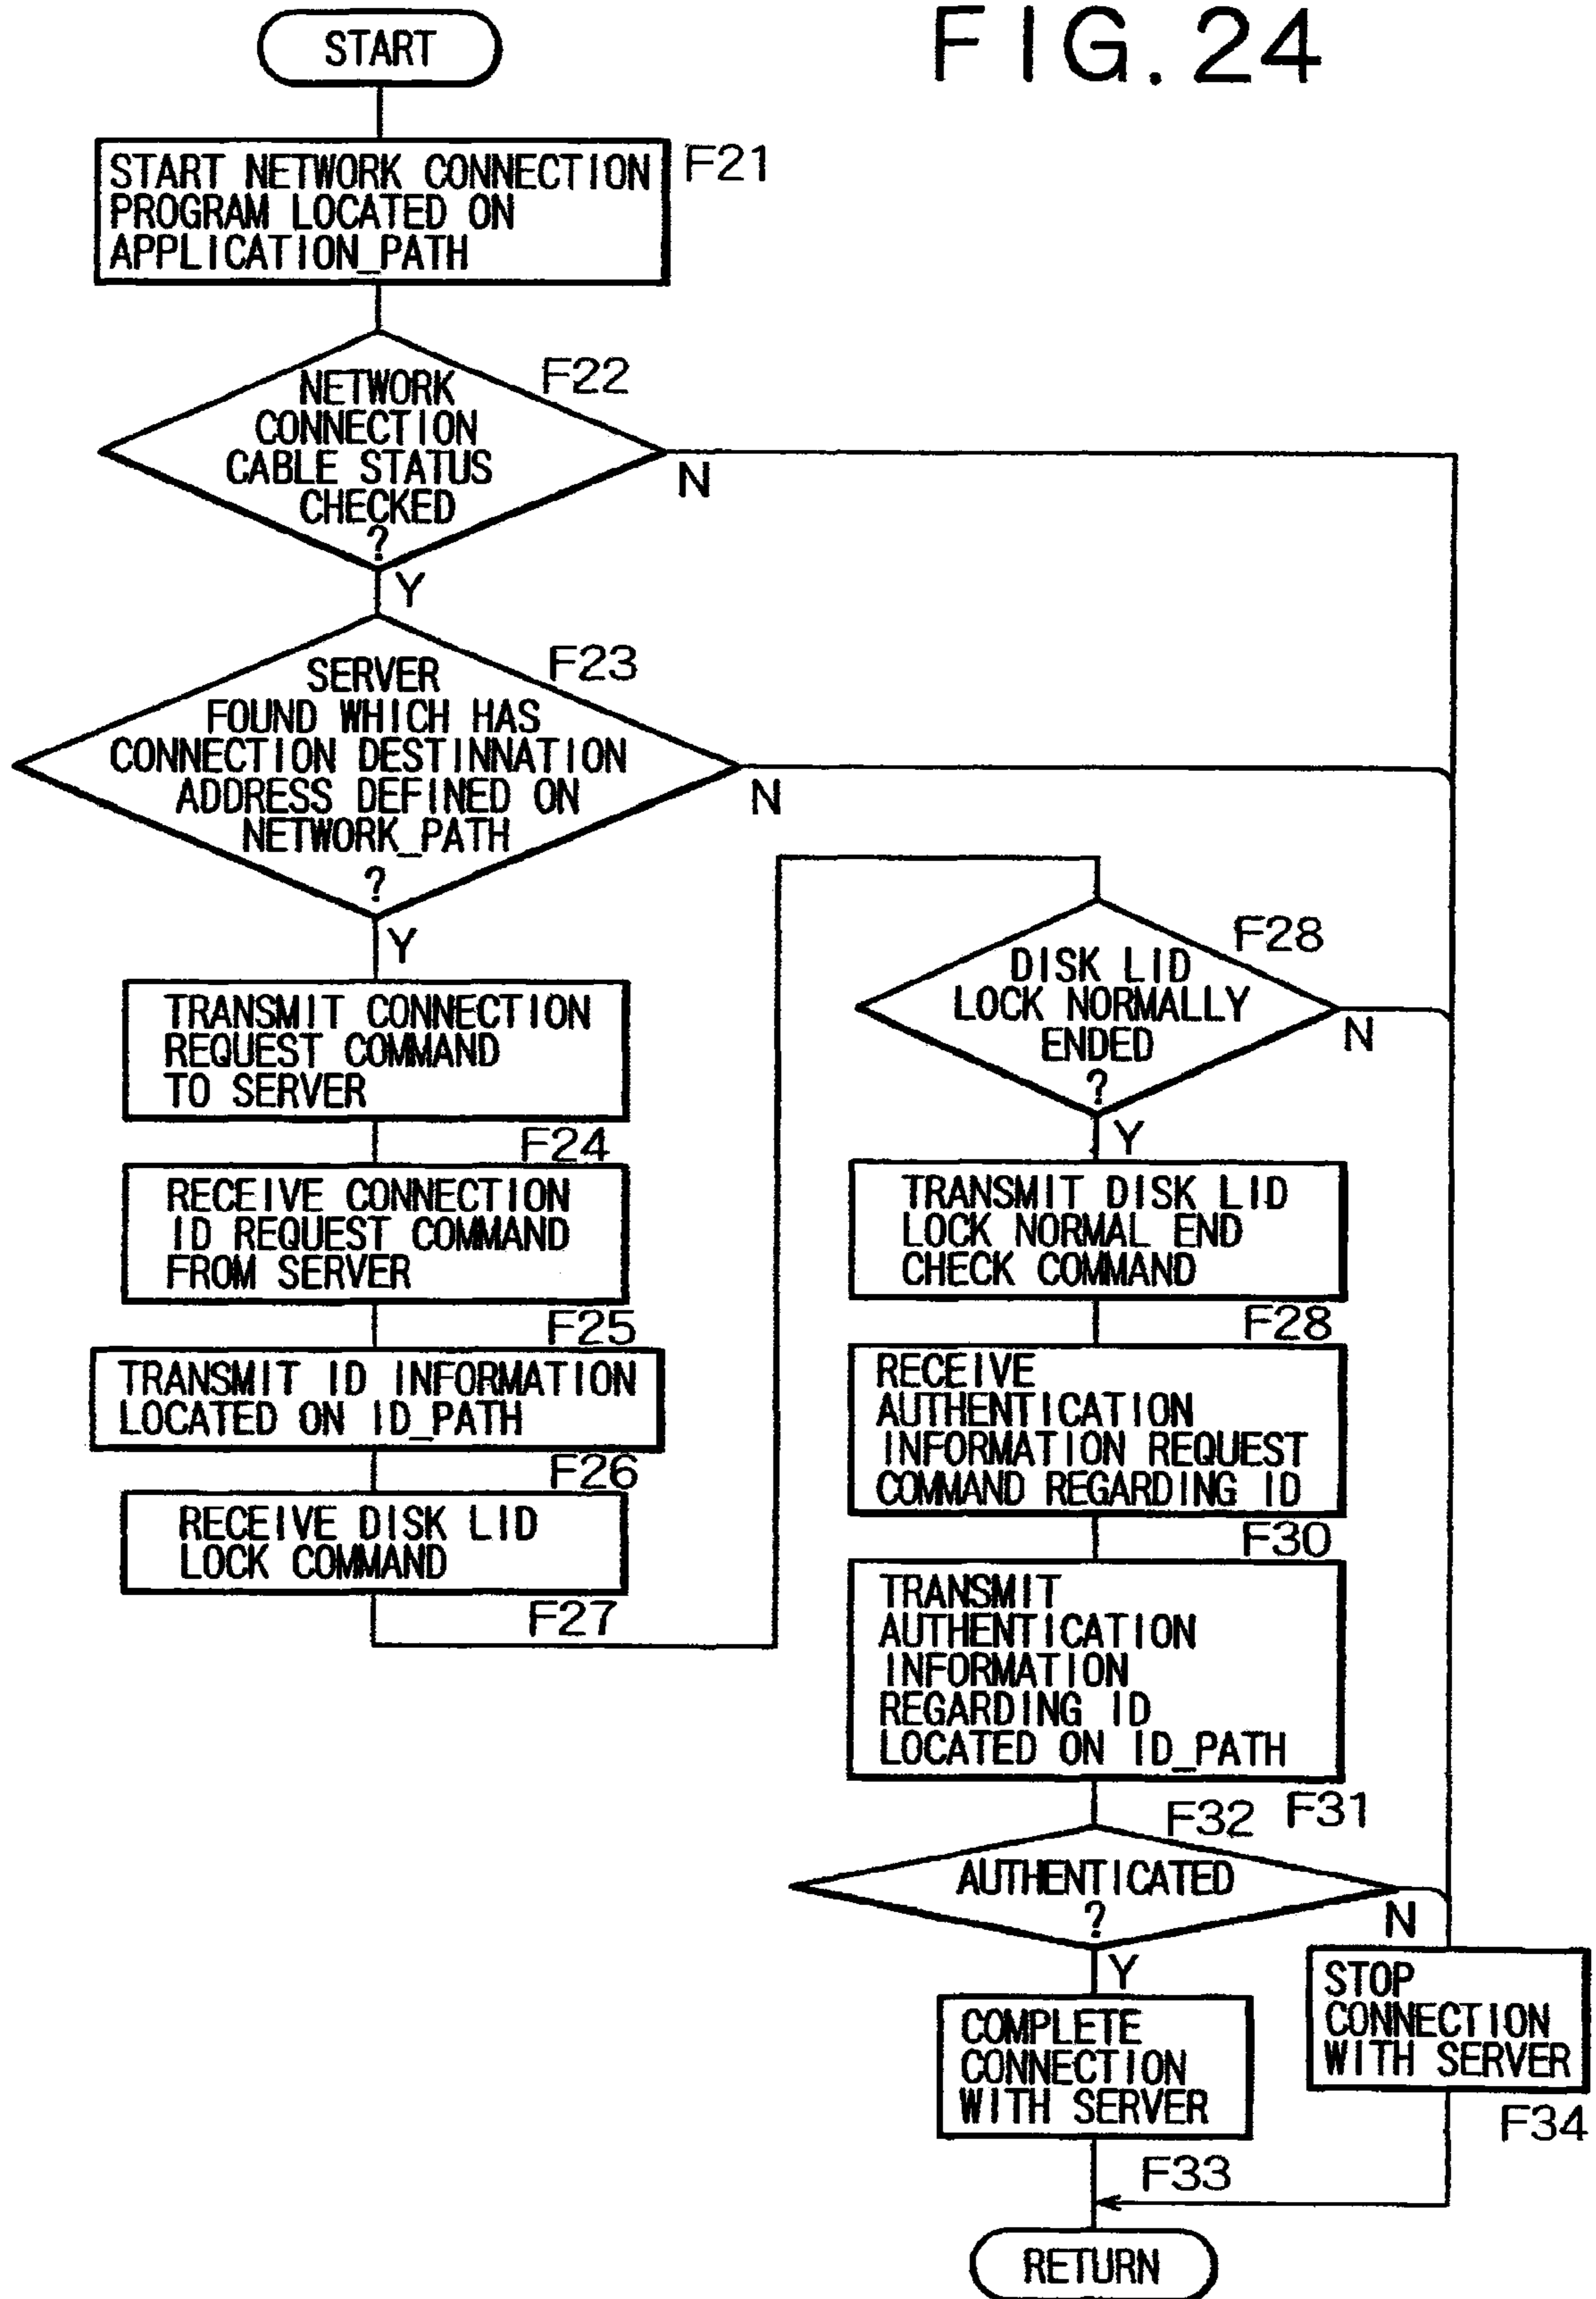 FIG. 24
START
START NETWORK CONNECTION
PROGRAM LOCATED ON
APPLICATION_PATH
F21
NETWORK
CONNECTION
CABLE STATUS
CHECKED
?
F22
N
Y
SERVER
FOUND WHICH HAS
CONNECTION DESTINNATION
ADDRESS DEFINED ON
NETWORK_PATH
?
F23
N
Y
TRANSMIT CONNECTION
REQUEST COMMAND
TO SERVER
F24
RECEIVE CONNECTION
ID REQUEST COMMAND
FROM SERVER
F25
TRANSMIT ID INFORMATION
LOCATED ON ID_PATH
F26
RECEIVE DISK LID
LOCK COMMAND
F27
DISK LID
LOCK NORMALLY
ENDED
?
F28
N
Y
TRANSMIT DISK LID
LOCK NORMAL END
CHECK COMMAND
F28
RECEIVE
AUTHENTICATION
INFORMATION REQUEST
COMMAND REGARDING ID
F30
TRANSMIT
AUTHENTICATION
INFORMATION
REGARDING ID
LOCATED ON ID_PATH
F31
F32
AUTHENTICATED
?
N
Y
COMPLETE
CONNECTION
WITH SERVER
F33
STOP
CONNECTION
WITH SERVER
F34
RETURN